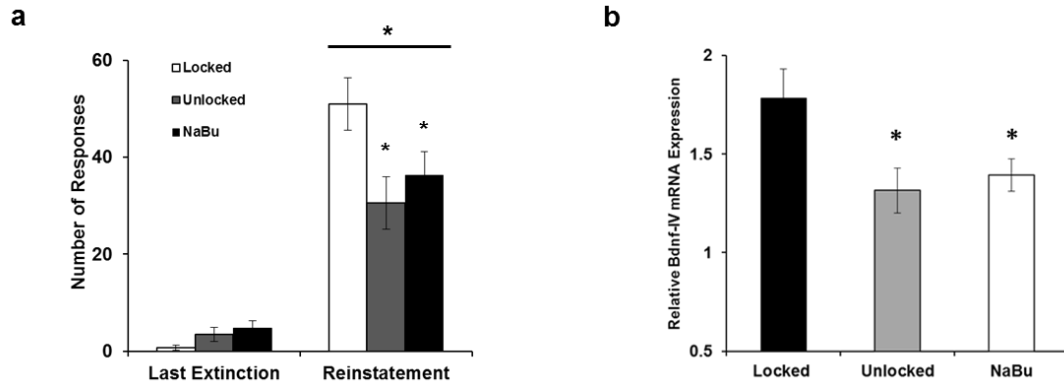 a
*
60
Locked
Unlocked
NaBu
40
*
*
Number of Responses
20
0
Last Extinction
Reinstatement
b
2
*
*
1.5
Relative Bdnf-IV mRNA Expression
1
0.5
Locked
Unlocked
NaBu